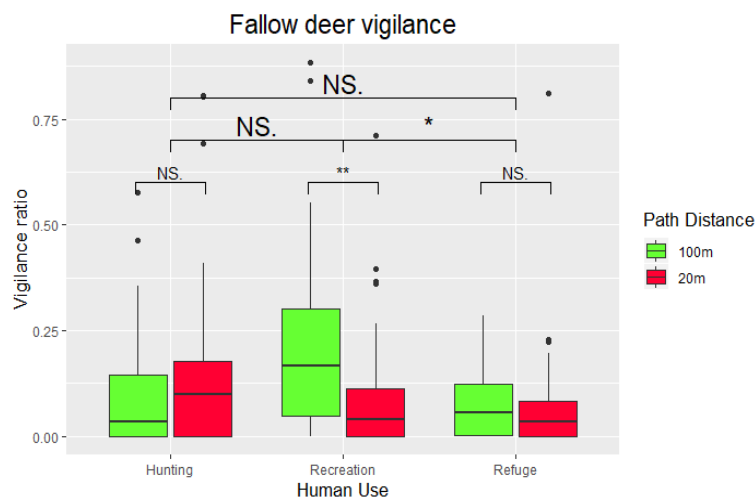 Fallow deer vigilance
NS.
NS.
*
NS.
**
NS.
0.75
0.50
0.25
0.00
Vigilance ratio
Hunting
Recreation
Refuge
Human Use
Path Distance
100m
20m